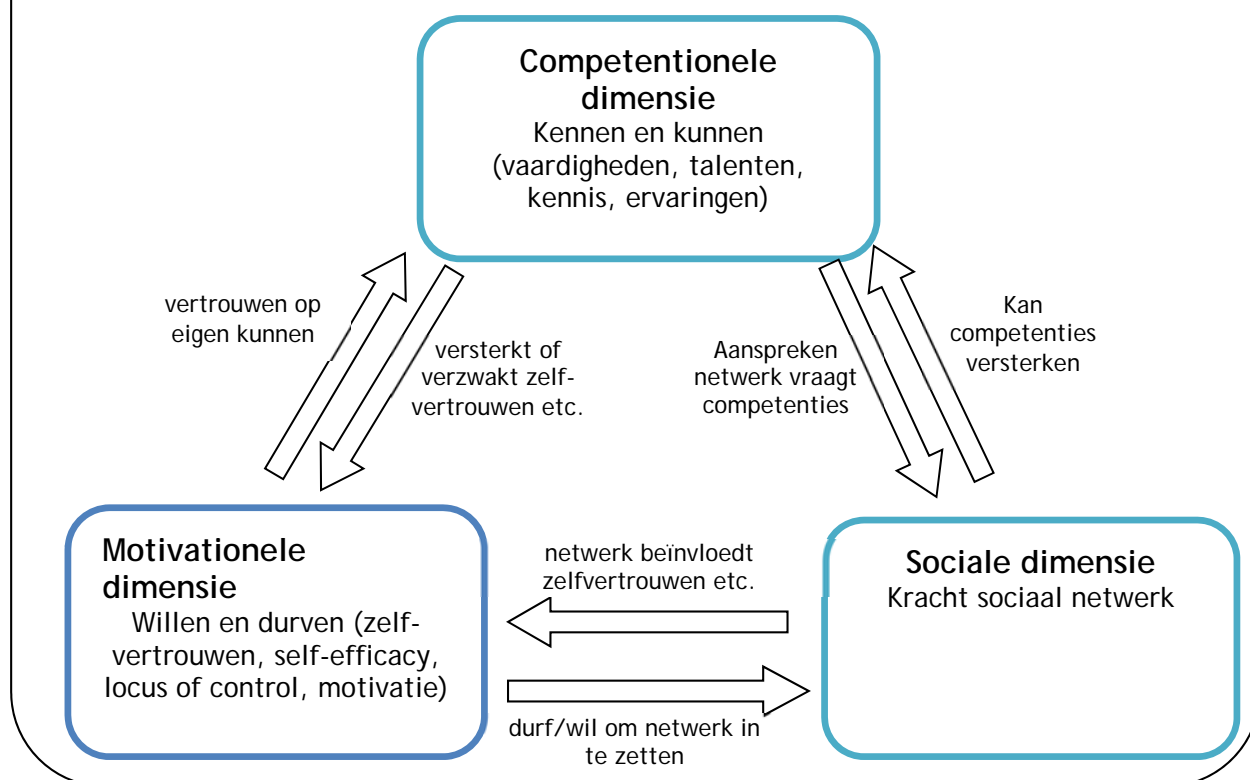 Competentionele
dimensie
Kennen en kunnen
(vaardigheden, talenten,
kennis, ervaringen)
vertrouwen op
eigen kunnen
versterkt of
verzwakt zelf-
vertrouwen etc.
Aanspreken
netwerk vraagt
competenties
Kan
competenties
versterken
Motivationele
dimensie
Willen en durven (zelf-
vertrouwen, self-efficacy,
locus of control, motivatie)
netwerk beïnvloedt
zelfvertrouwen etc.
durf/wil om netwerk in
te zetten
Sociale dimensie
Kracht sociaal netwerk